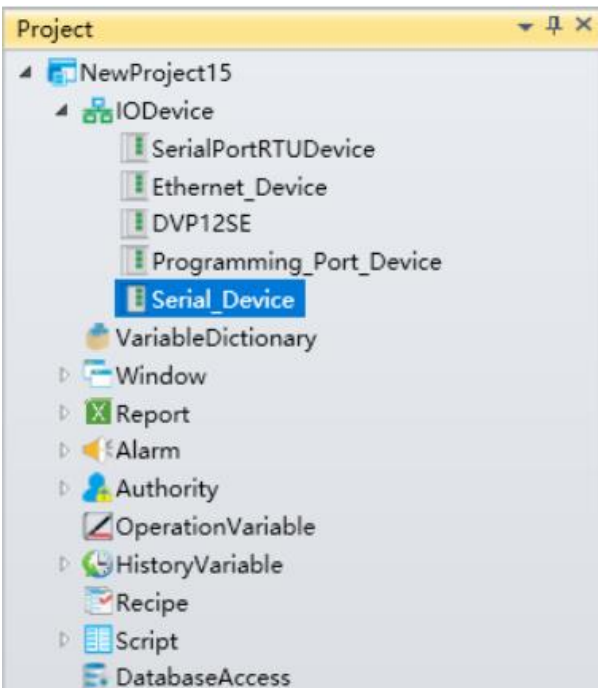 Project
NewProject15
IODevice
SerialPortRTUDevice
Ethernet_Device
DVP12SE
Programming_Port_Device
Serial_Device
VariableDictionary
Window
Report
Alarm
Authority
OperationVariable
HistoryVariable
Recipe
Script
DatabaseAccess